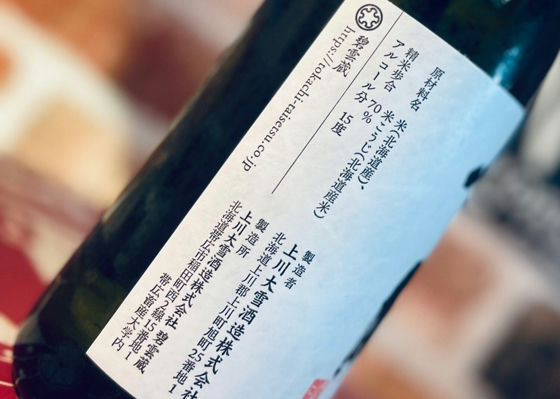 原材料名 米(北海道産)、
米こうじ(北海道産米)
精米歩合 70%
アルコール分 15度
碧雲蔵
https://tokachi-taisetsu.co.jp
製造者
上川大雪酒造株式会社
北海道上川郡上川町旭町25番地1
製造所
上川大雪酒造株式会社 碧雲蔵
北海道帯広市稲田町西2線15番地1
帯広畜産大学内